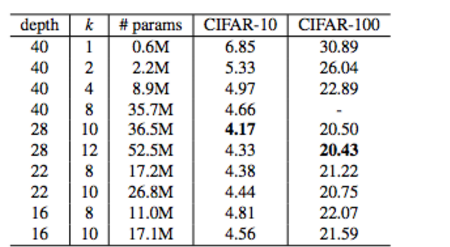 depth k # params CIFAR-10 CIFAR-100
40 1 0.6M 6.85 30.89
40 2 2.2M 5.33 26.04
40 4 8.9M 4.97 22.89
40 8 35.7M 4.66 -
28 10 36.5M 4.17 20.50
28 12 52.5M 4.33 20.43
22 8 17.2M 4.38 21.22
22 10 26.8M 4.44 20.75
16 8 11.0M 4.81 22.07
16 10 17.1M 4.56 21.59